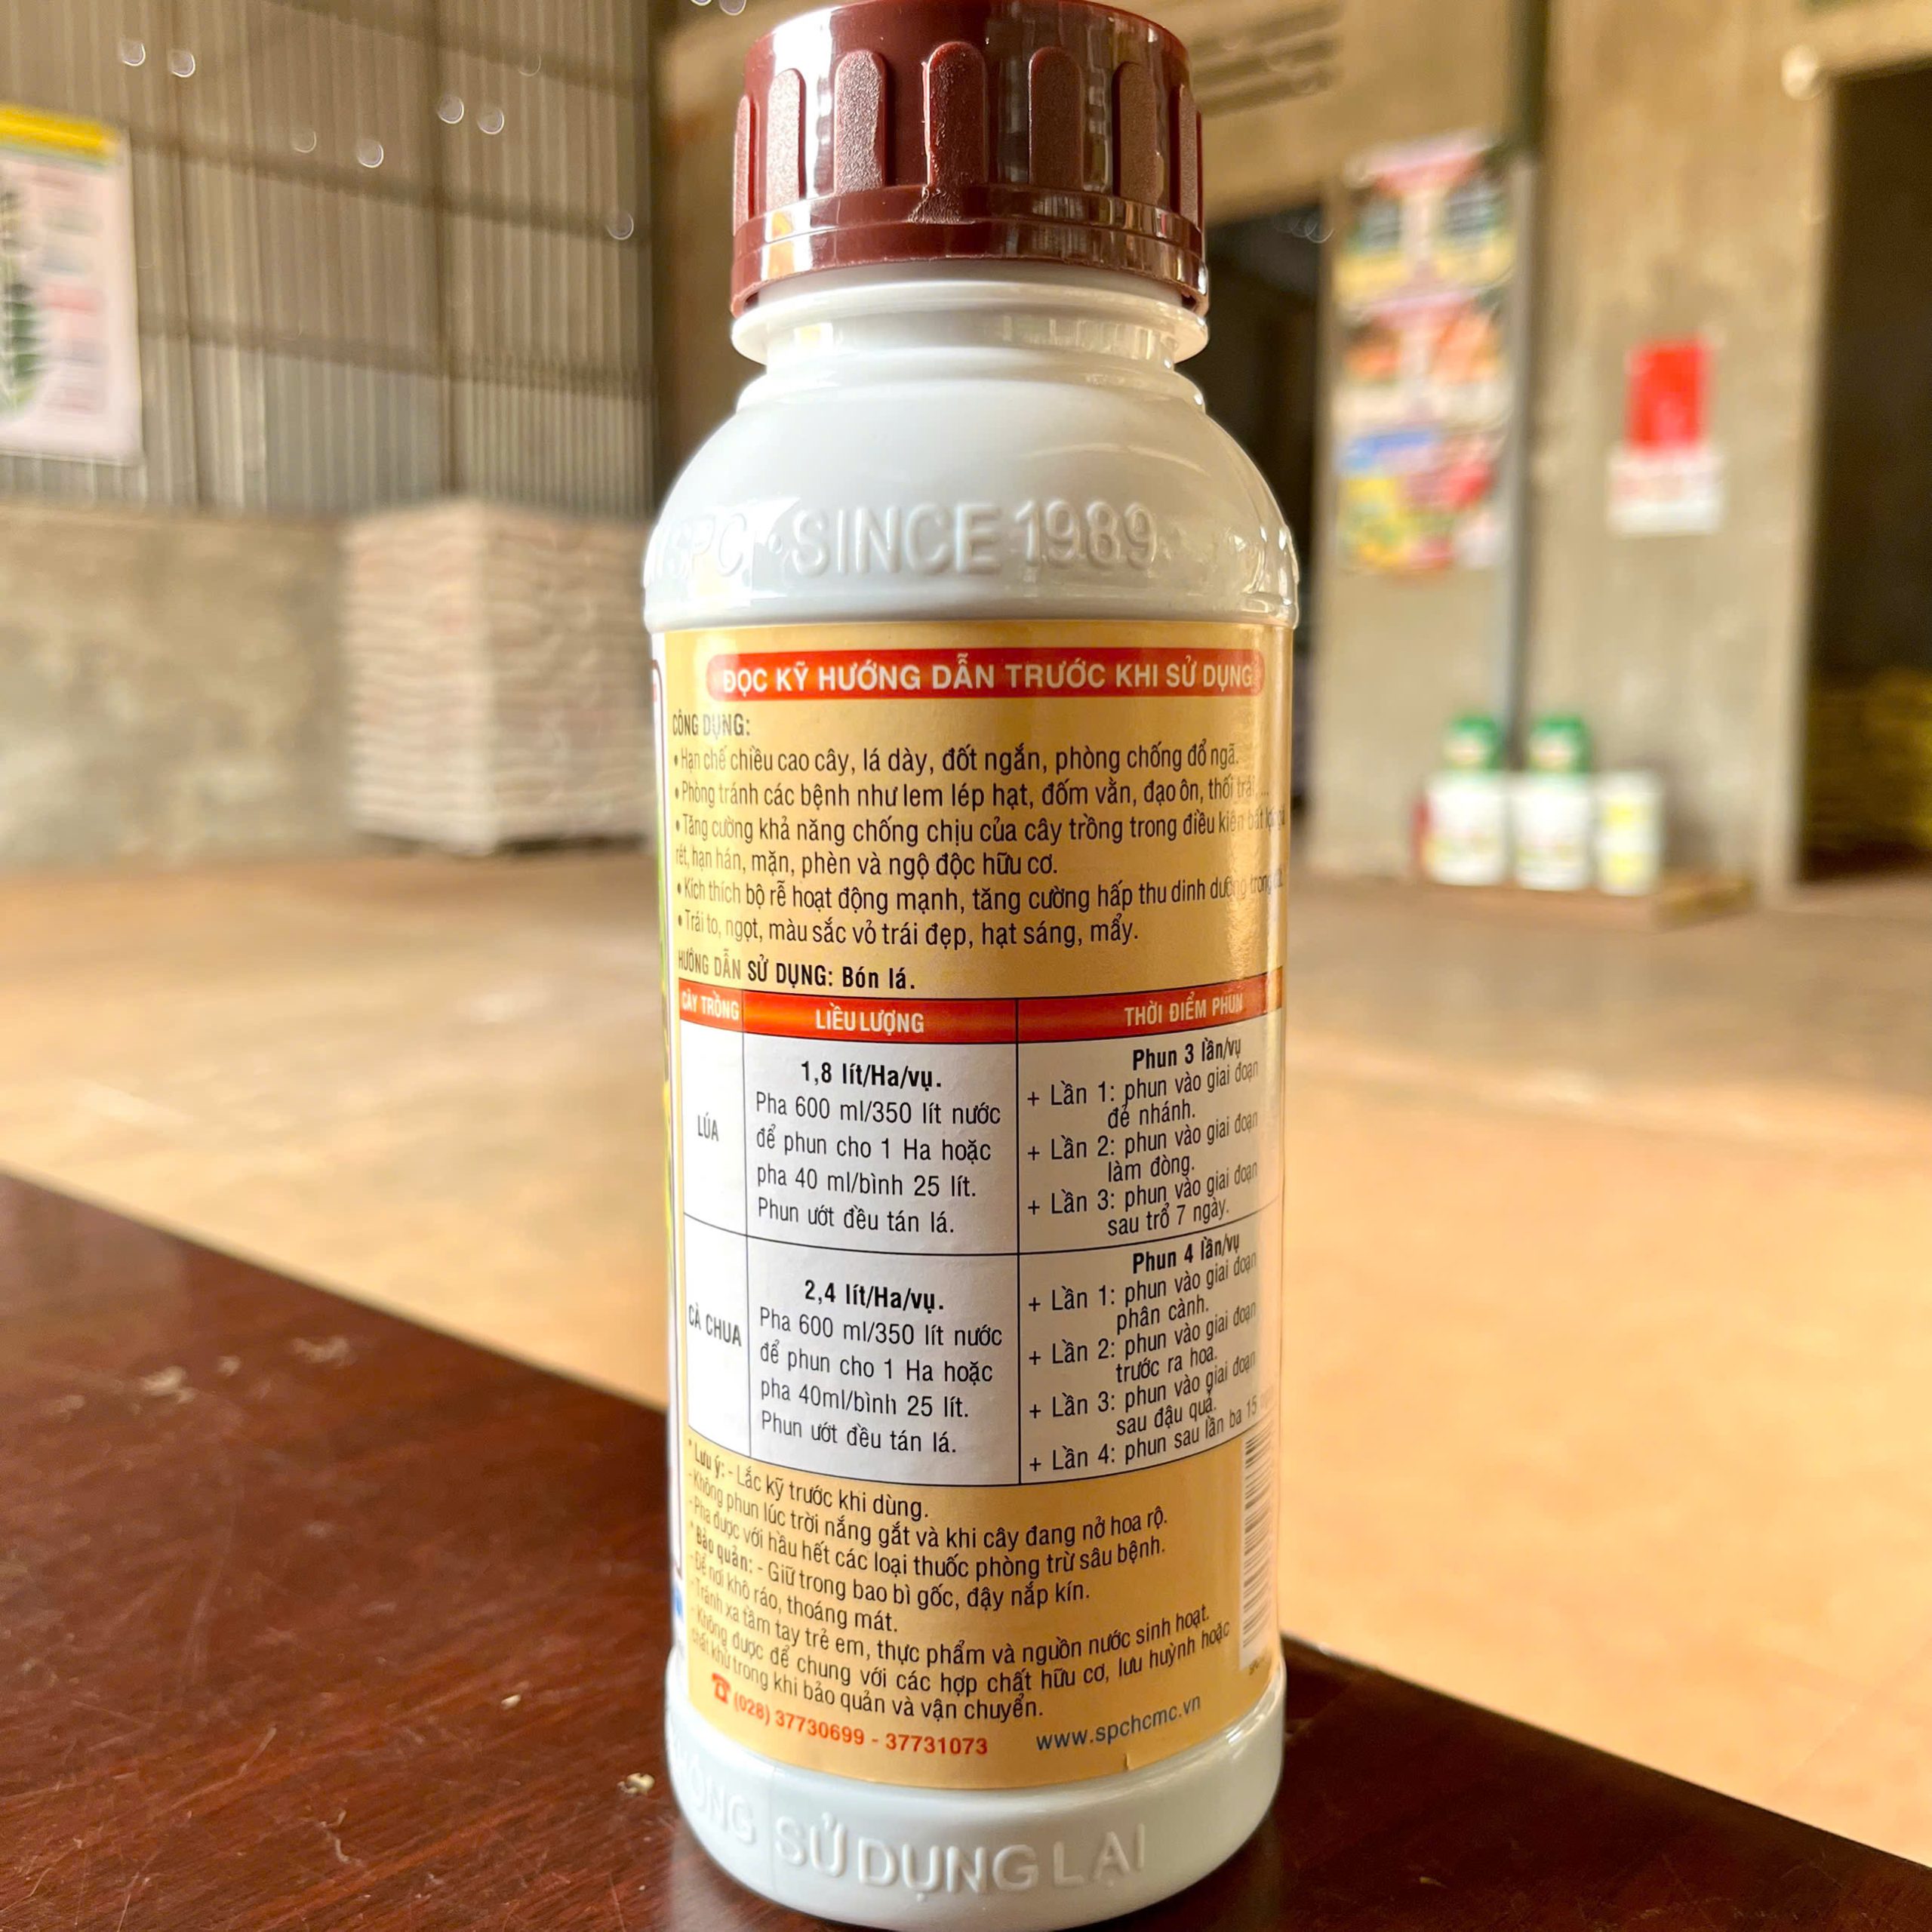 SPC • SINCE 1989
ĐỌC KỸ HƯỚNG DẪN TRƯỚC KHI SỬ DỤNG
CÔNG DỤNG:
• Hạn chế chiều cao cây, lá dày, đốt ngắn, phòng chống đổ ngã.
• Phòng tránh các bệnh như lem lép hạt, đốm vằn, đạo ôn, thối trái,...
• Tăng cường khả năng chống chịu của cây trồng trong điều kiện bất
rét, hạn hán, mặn, phèn và ngộ độc hữu cơ.
• Kích thích bộ rễ hoạt động mạnh, tăng cường hấp thu dinh dưỡng trong
• Trái to, ngọt, màu sắc vỏ trái đẹp, hạt sáng, mẩy.
HƯỚNG DẪN SỬ DỤNG: Bón lá.
CÂY TRỒNG
LIỀU LƯỢNG
THỜI ĐIỂM PHUN
LÚA
1,8 lít/Ha/vụ.
Pha 600 ml/350 lít nước
để phun cho 1 Ha hoặc
pha 40 ml/bình 25 lít.
Phun ướt đều tán lá.
Phun 3 lần/vụ
+ Lần 1: phun vào giai đoạn
đẻ nhánh.
+ Lần 2: phun vào giai đoạn
làm đòng.
+ Lần 3: phun vào giai đoạn
sau trổ 7 ngày.
CÀ CHUA
2,4 lít/Ha/vụ.
Pha 600 ml/350 lít nước
để phun cho 1 Ha hoặc
pha 40ml/bình 25 lít.
Phun ướt đều tán lá.
Phun 4 lần/vụ
+ Lần 1: phun vào giai đoạn
phân cành.
+ Lần 2: phun vào giai đoạn
trước ra hoa.
+ Lần 3: phun vào giai đoạn
sau đậu quả.
+ Lần 4: phun sau lần ba 15
* Lưu ý: - Lắc kỹ trước khi dùng.
- Không phun lúc trời nắng gắt và khi cây đang nở hoa rộ.
- Pha được với hầu hết các loại thuốc phòng trừ sâu bệnh.
* Bảo quản: - Giữ trong bao bì gốc, đậy nắp kín.
- Để nơi khô ráo, thoáng mát.
- Tránh xa tầm tay trẻ em, thực phẩm và nguồn nước sinh hoạt.
- Không được để chung với các hợp chất hữu cơ, lưu huỳnh hoặc
chất khử trong khi bảo quản và vận chuyển.
(028) 37730699 - 37731073
www.spchcmc.vn
KHÔNG SỬ DỤNG LẠI